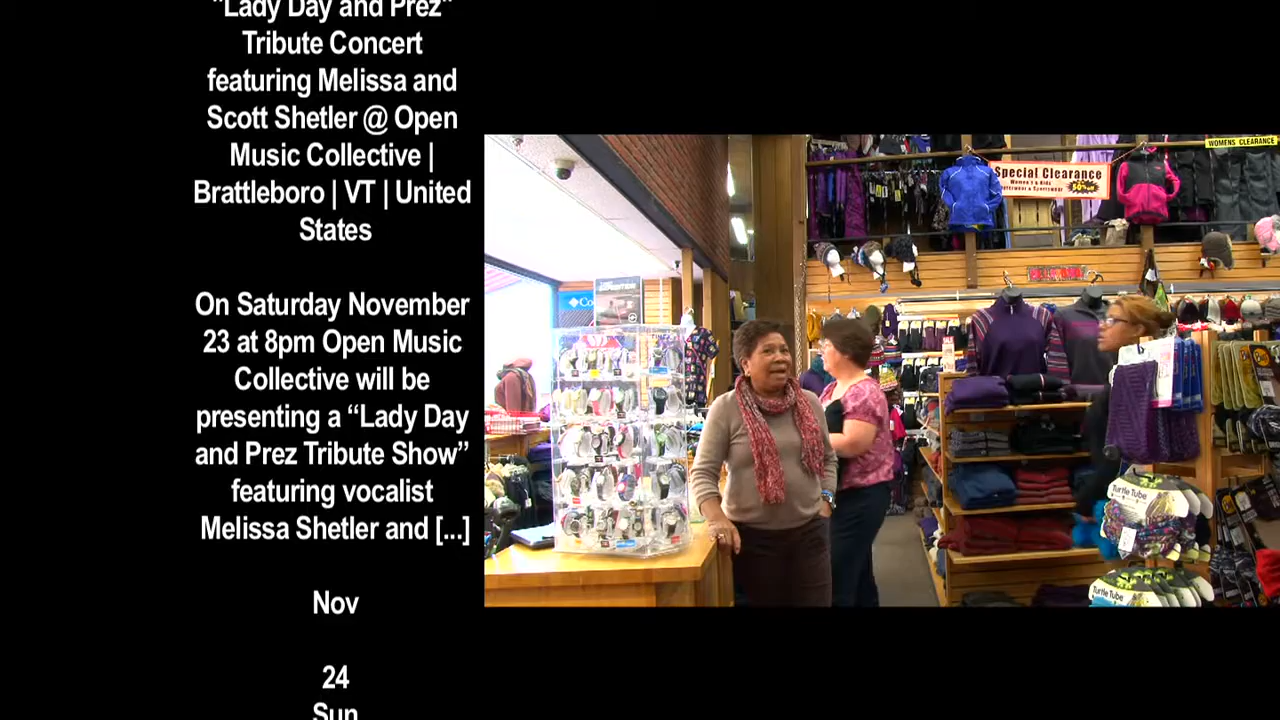 "Lady Day and Prez"
Tribute Concert
featuring Melissa and
Scott Shetler @ Open
Music Collective |
Brattleboro | VT | United
States
On Saturday November
23 at 8pm Open Music
Collective will be
presenting a “Lady Day
and Prez Tribute Show”
featuring vocalist
Melissa Shetler and [...]
Nov
24
Sun
WOMENS CLEARANCE
Special Clearance
50%
Turtle Tube
Turtle Tube